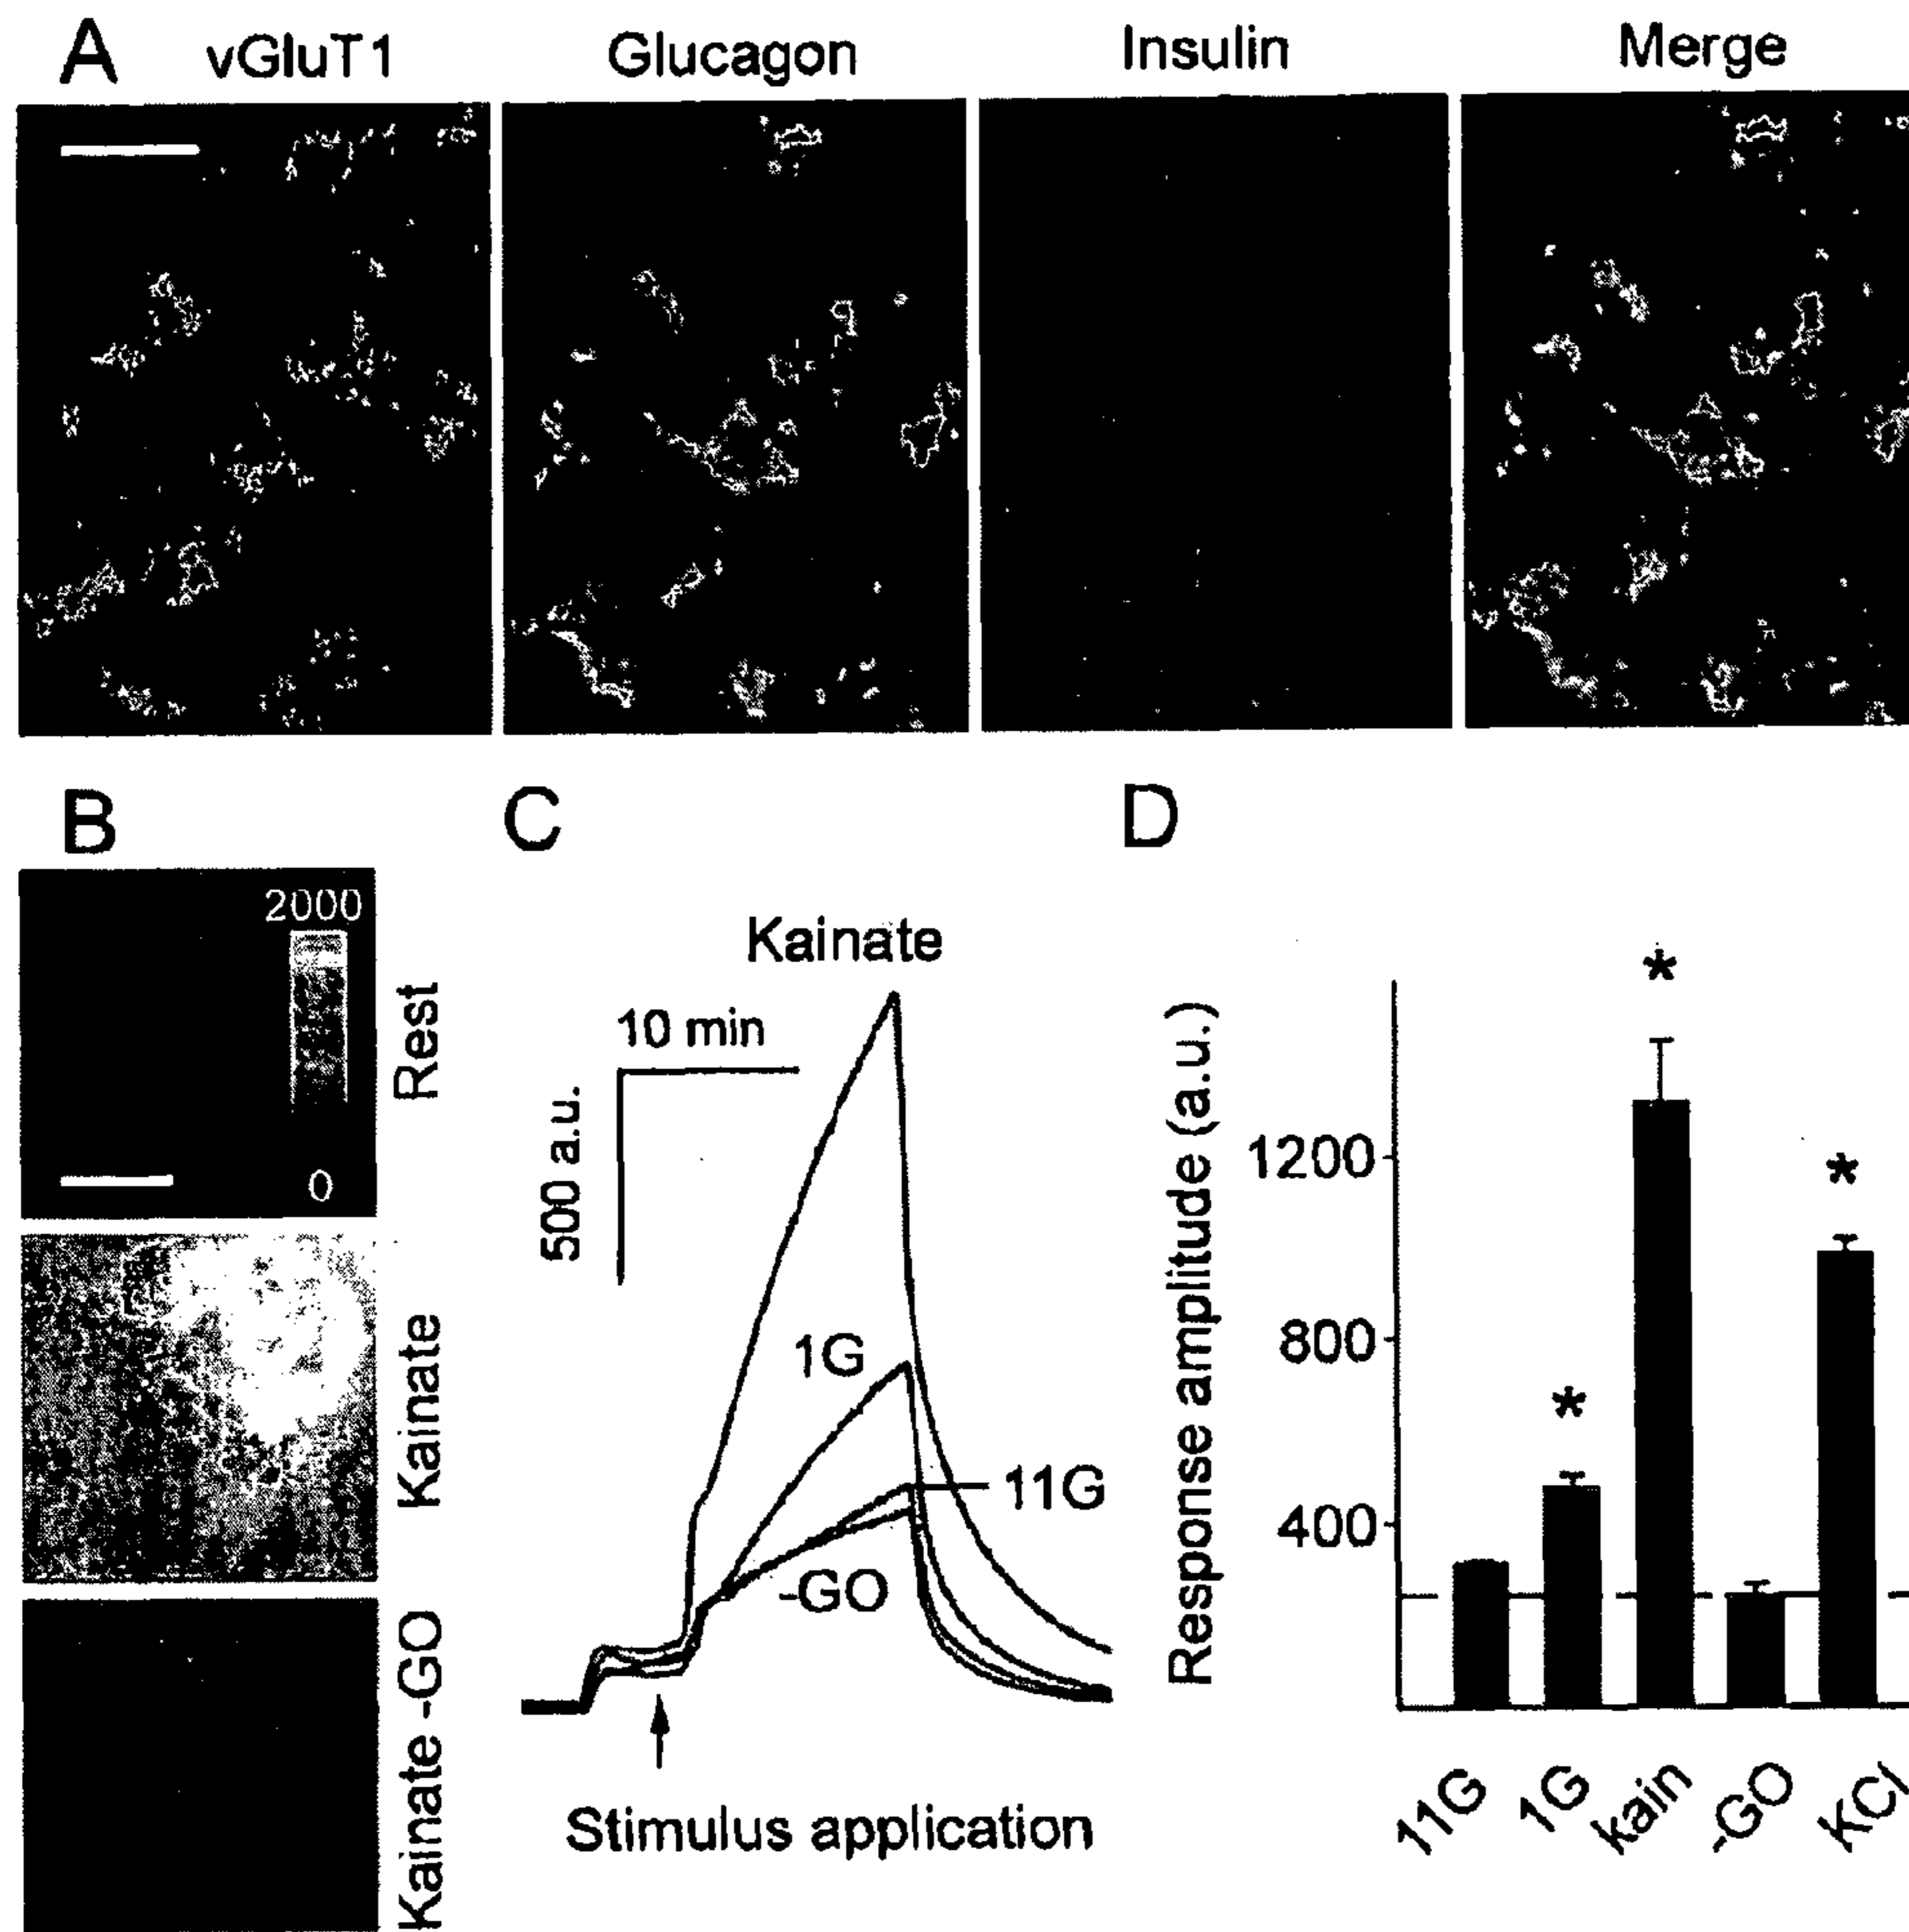 A
vGluT1
Glucagon
Insulin
Merge
B
2000
0
Rest
Kainate
Kainate -GO
C
Kainate
10 min
500 a.u.
1G
11G
-GO
Stimulus application
D
Response amplitude (a.u.)
1200
800
400
*
*
*
11G
1G
kain
-GO
KCl